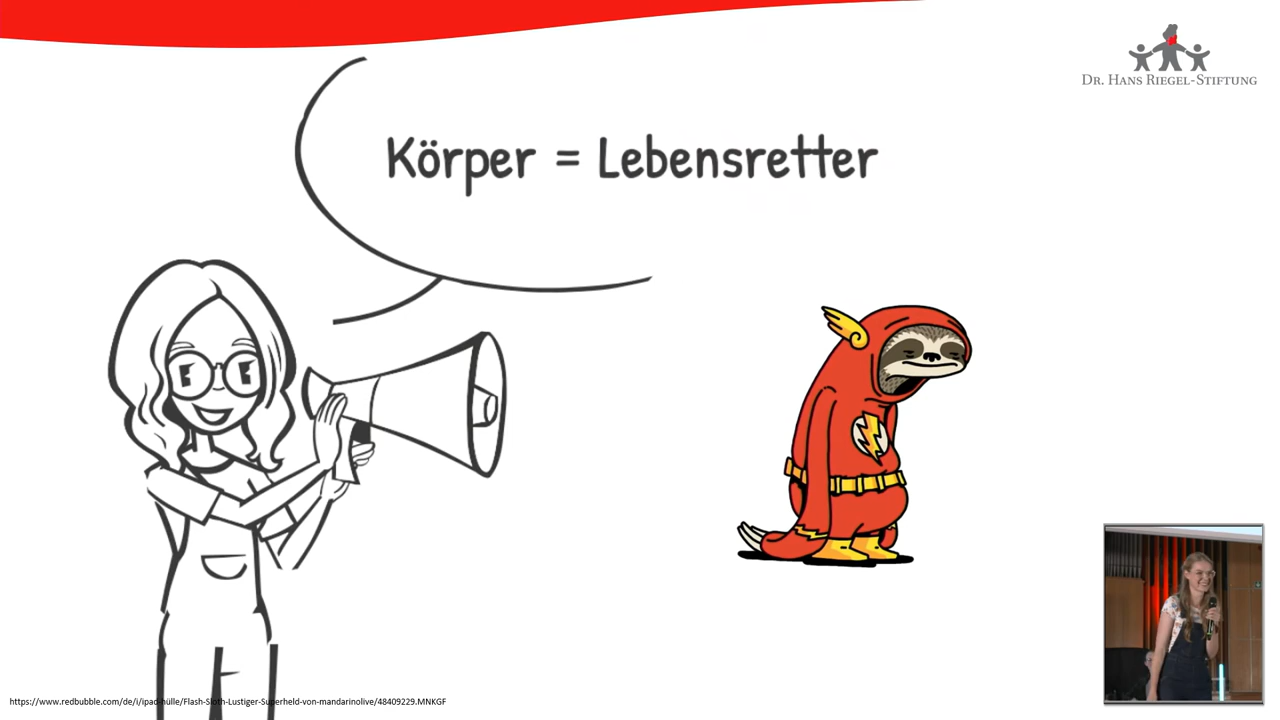 DR. HANS RIEGEL-STIFTUNG
Körper = Lebensretter
https://www.redbubble.com/de/i/ipad-hülle/Flash-Sloth-Lustiger-Superheld-von-mandarinolive/48409229.MNKGF